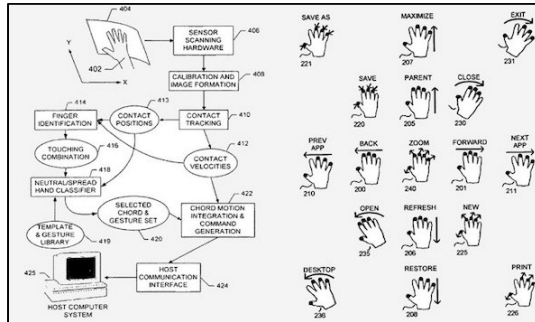 404
Y
X
402
SENSOR
SCANNING
HARDWARE
406
CALIBRATION AND
IMAGE FORMATION
408
414
FINGER
IDENTIFICATION
413
CONTACT
POSITIONS
CONTACT
TRACKING
410
TOUCHING
COMBINATION
416
412
CONTACT
VELOCITIES
418
NEUTRAL/SPREAD
HAND CLASSIFIER
422
TEMPLATE
& GESTURE
LIBRARY
419
SELECTED
CHORD &
GESTURE SET
420
CHORD MOTION
INTEGRATION &
COMMAND
GENERATION
425
HOST COMPUTER
SYSTEM
HOST
COMMUNICATION
INTERFACE
424
SAVE AS
221
MAXIMIZE
207
EXIT
231
SAVE
220
PARENT
205
CLOSE
230
PREV
APP
210
BACK
200
ZOOM
240
FORWARD
201
NEXT
APP
211
OPEN
235
REFRESH
206
NEW
225
DESKTOP
236
RESTORE
208
PRINT
226